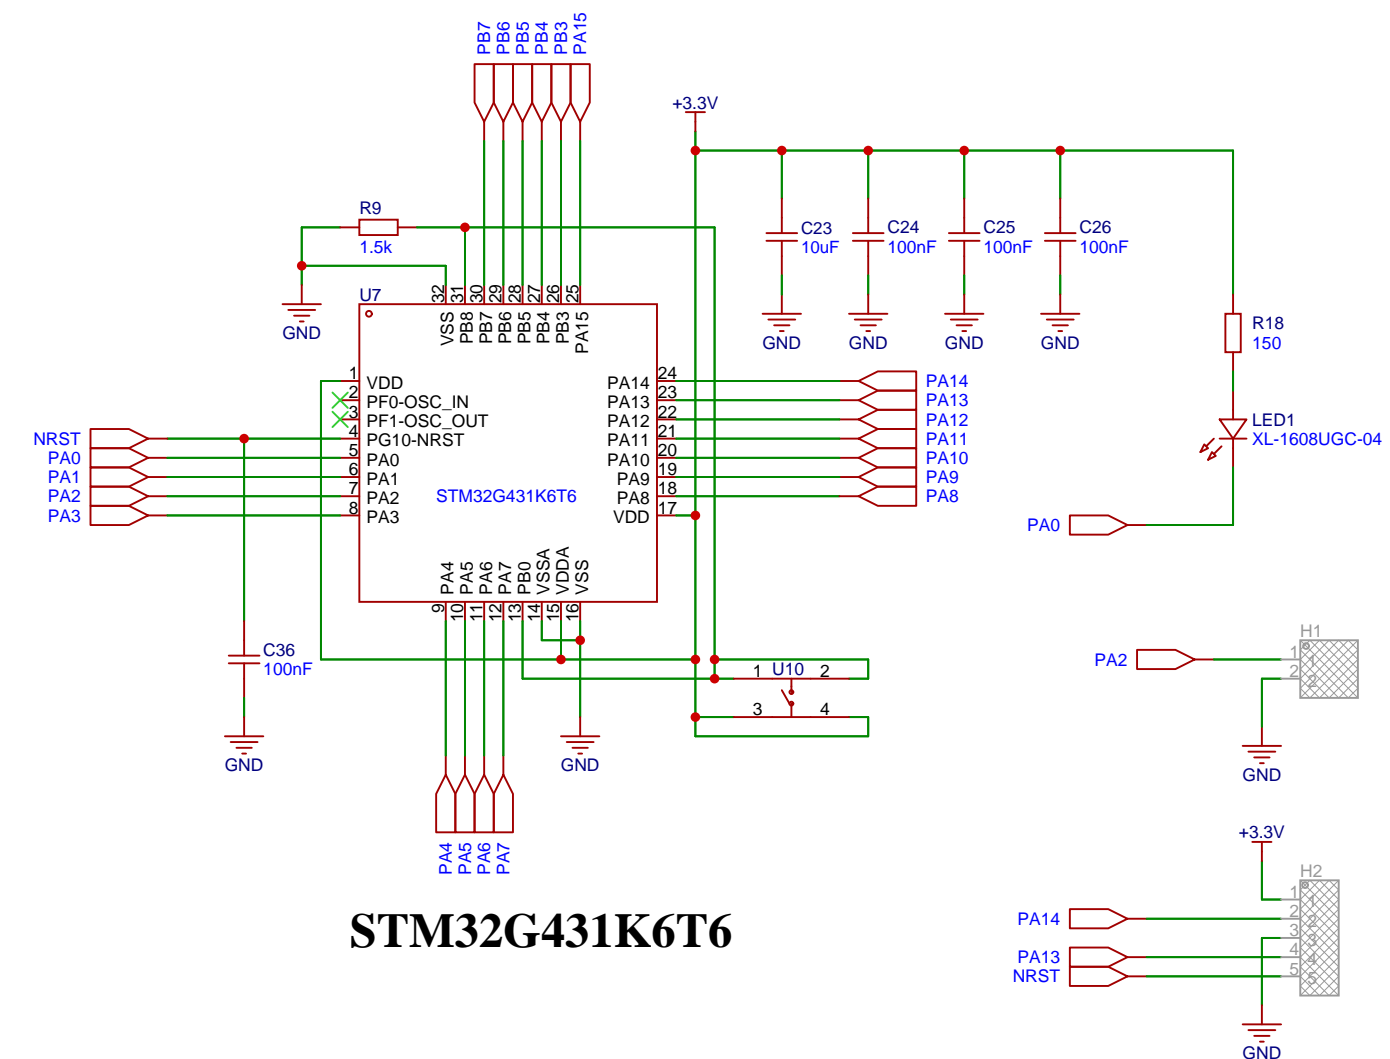 PB7
PB6
PB5
PB4
PB3
PA15
+3.3V
R9
1.5k
C23
10uF
C24
100nF
C25
100nF
C26
100nF
GND
GND
GND
GND
GND
R18
150
LED1
XL-1608UGC-04
PA0
U7
32
31
30
29
28
27
26
25
VSS
PB8
PB7
PB6
PB5
PB4
PB3
PA15
1
VDD
2
PF0-OSC_IN
3
PF1-OSC_OUT
4
PG10-NRST
5
PA0
6
PA1
7
PA2
8
PA3
NRST
PA0
PA1
PA2
PA3
STM32G431K6T6
PA14
24
PA13
23
PA12
22
PA11
21
PA10
20
PA9
19
PA8
18
VDD
17
PA14
PA13
PA12
PA11
PA10
PA9
PA8
PA4
PA5
PA6
PA7
PB0
VSSA
VDDA
VSS
9
10
11
12
13
14
15
16
C36
100nF
GND
GND
1
U10
2
3
4
PA4
PA5
PA6
PA7
H1
PA2
1
1
2
2
GND
+3.3V
H2
1
1
PA14
2
2
3
3
PA13
4
4
NRST
5
5
GND
STM32G431K6T6